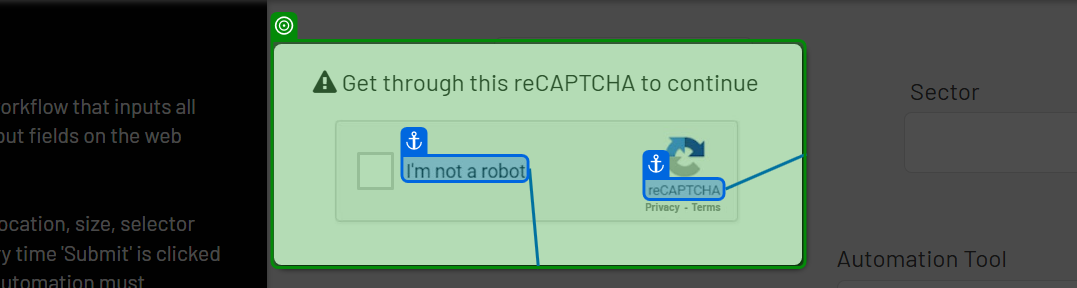 Get through this reCAPTCHA to continue
orkflow that inputs all
Sector
out fields on the web
I'm not a robot
reCAPTCHA
Privacy - Terms
ocation, size, selector
y time 'Submit' is clicked
Automation Tool
utomation must